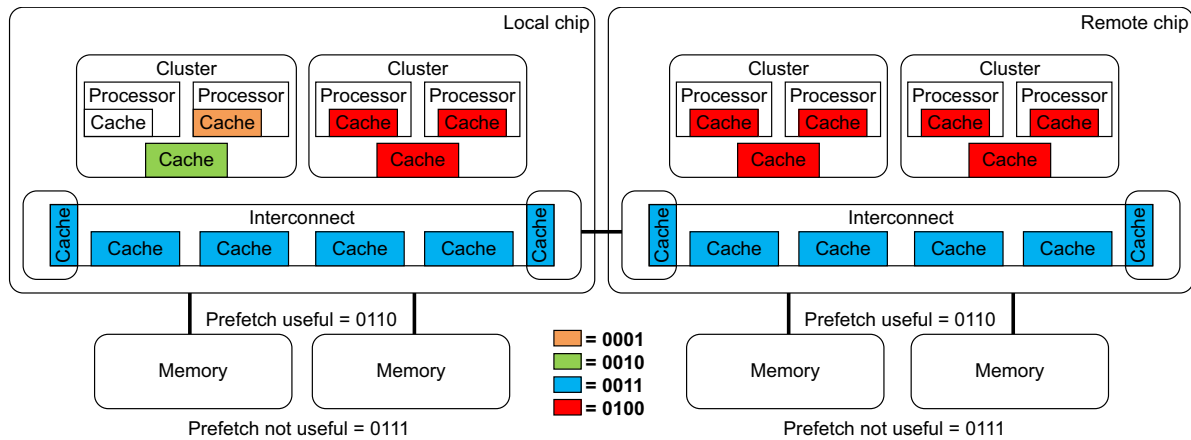 Local chip
Remote chip
Cluster
Cluster
Cluster
Cluster
Processor
Processor
Processor
Processor
Processor
Processor
Processor
Processor
Cache
Cache
Cache
Cache
Cache
Cache
Cache
Cache
Cache
Cache
Cache
Cache
Cache
Interconnect
Cache
Cache
Interconnect
Cache
Cache
Cache
Cache
Cache
Cache
Cache
Cache
Cache
Prefetch useful = 0110
Prefetch useful = 0110
Memory
Memory
Memory
Memory
= 0001
= 0010
= 0011
= 0100
Prefetch not useful = 0111
Prefetch not useful = 0111